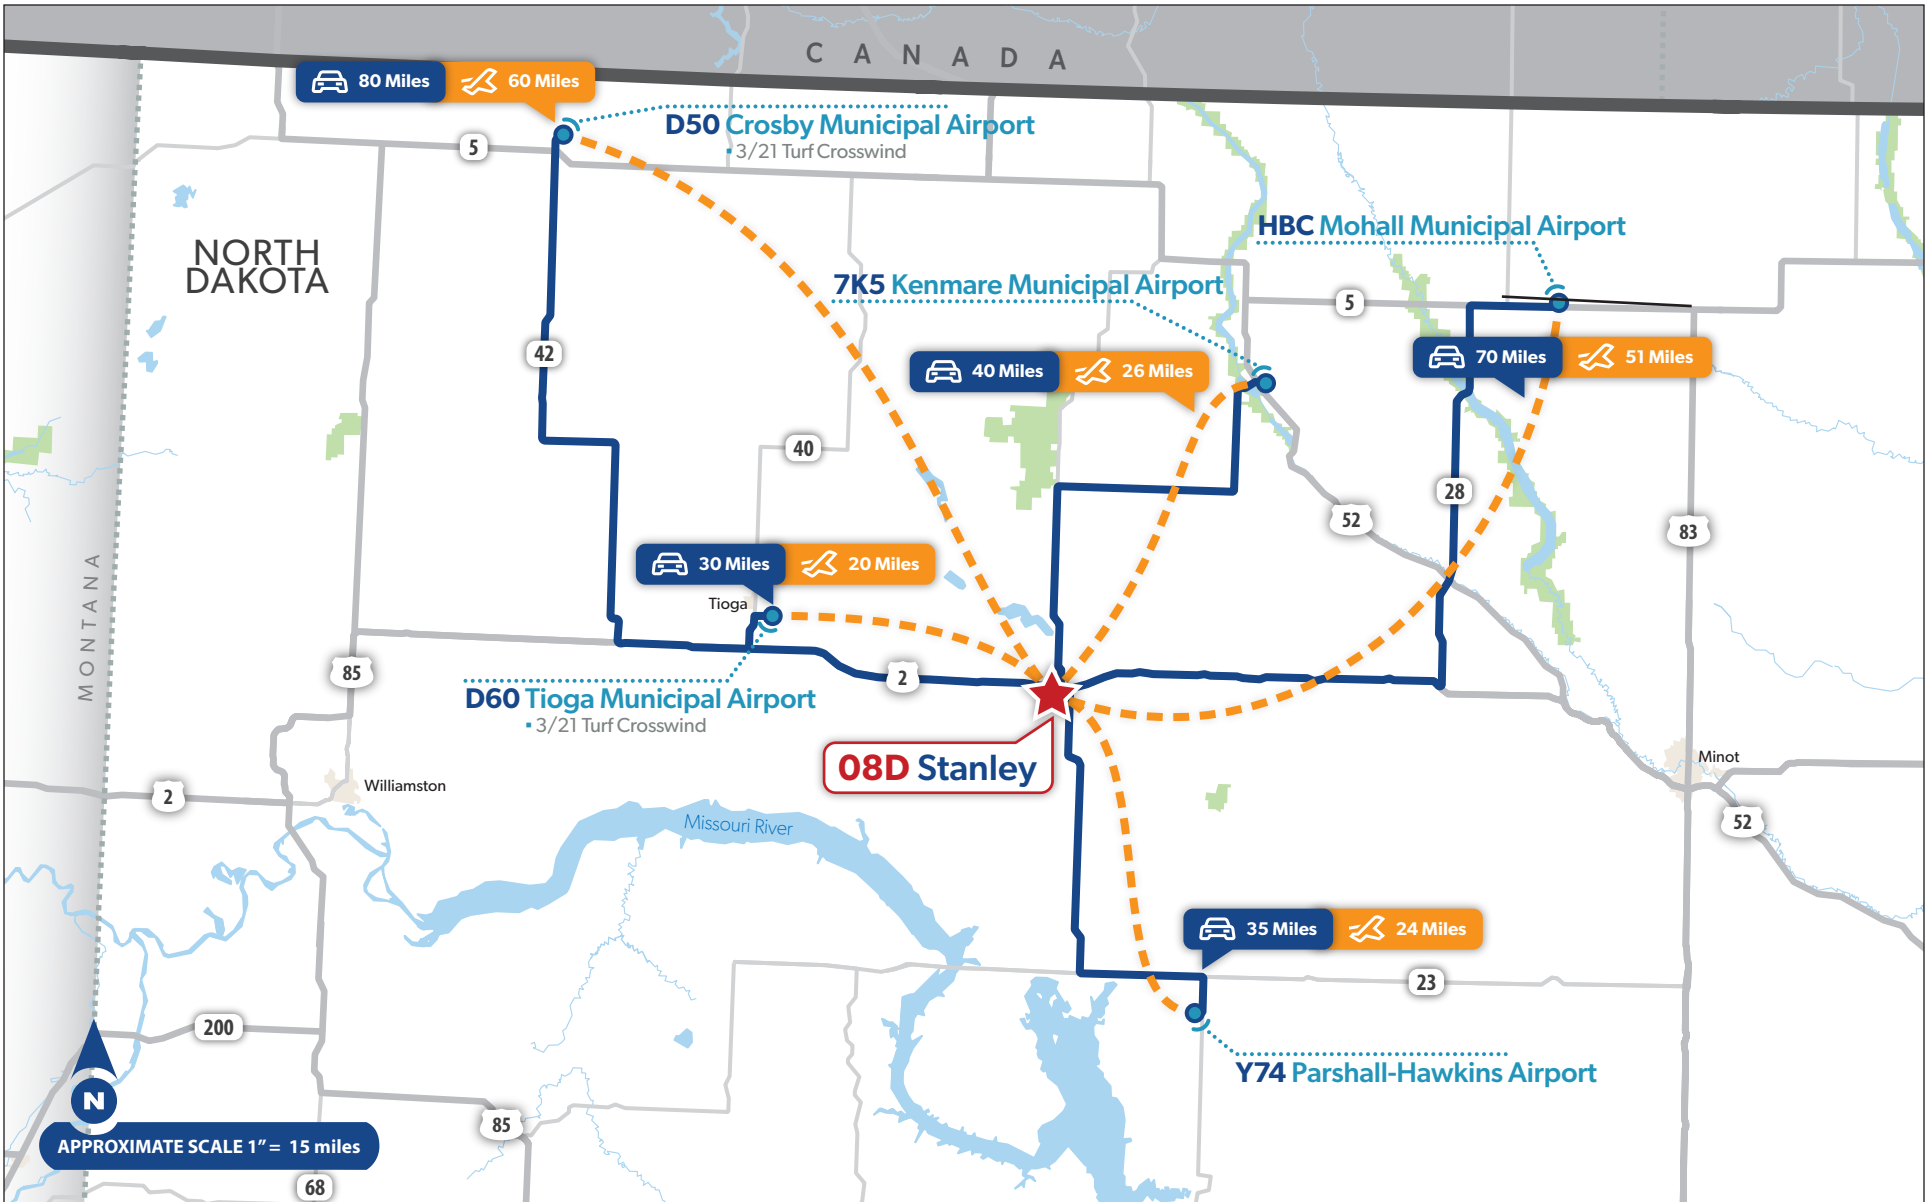 CANADA
80 Miles
60 Miles
D50 Crosby Municipal Airport
▪ 3/21 Turf Crosswind
5
NORTH
DAKOTA
HBC Mohall Municipal Airport
7K5 Kenmare Municipal Airport
5
42
40 Miles
26 Miles
70 Miles
51 Miles
40
28
52
83
30 Miles
20 Miles
Tioga
MONTANA
85
2
D60 Tioga Municipal Airport
▪ 3/21 Turf Crosswind
08D Stanley
Minot
Williamston
2
Missouri River
52
35 Miles
24 Miles
23
200
Y74 Parshall-Hawkins Airport
N
85
APPROXIMATE SCALE 1" = 15 miles
68